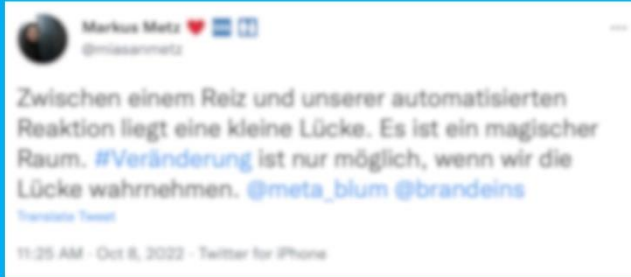 Markus Metz
@miasanmetz
Zwischen einem Reiz und unserer automatisierten
Reaktion liegt eine kleine Lücke. Es ist ein magischer
Raum. #Veränderung ist nur möglich, wenn wir die
Lücke wahrnehmen. @meta_blum @brandeins
Translate Tweet
11:25 AM · Oct 8, 2022 · Twitter for iPhone